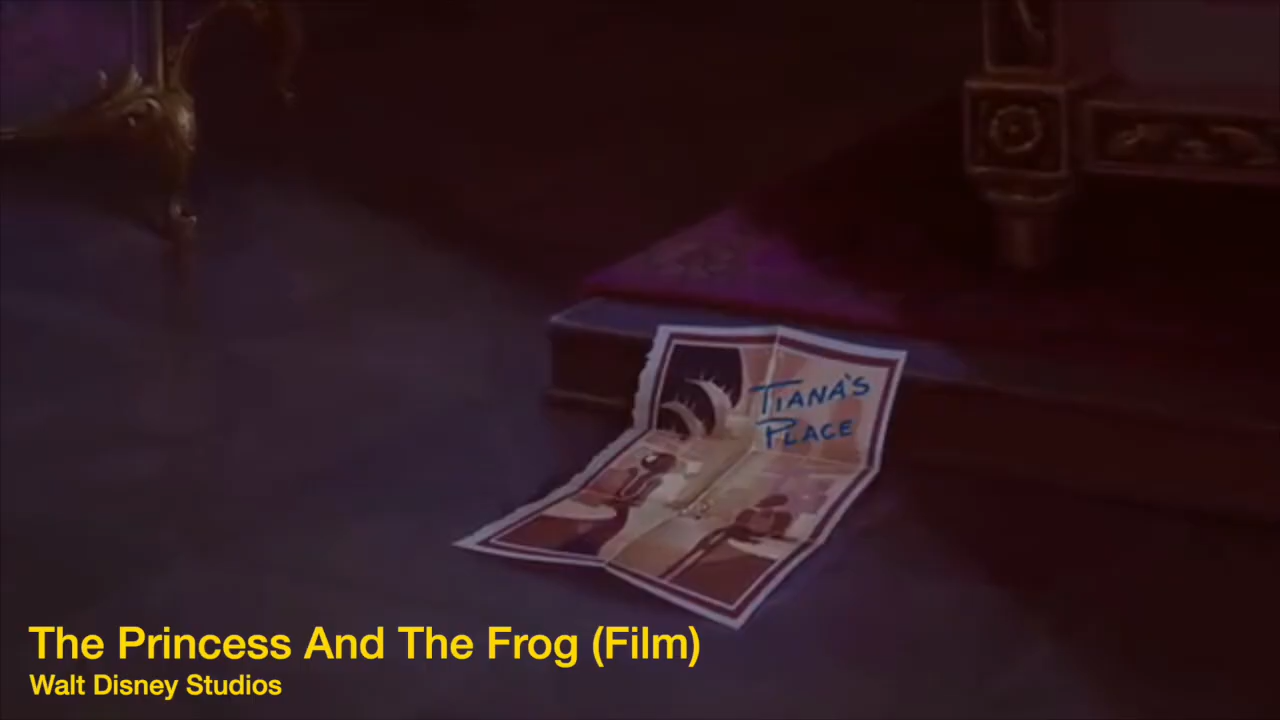 TIANA'S
PLACE
The Princess And The Frog (Film)
Walt Disney Studios